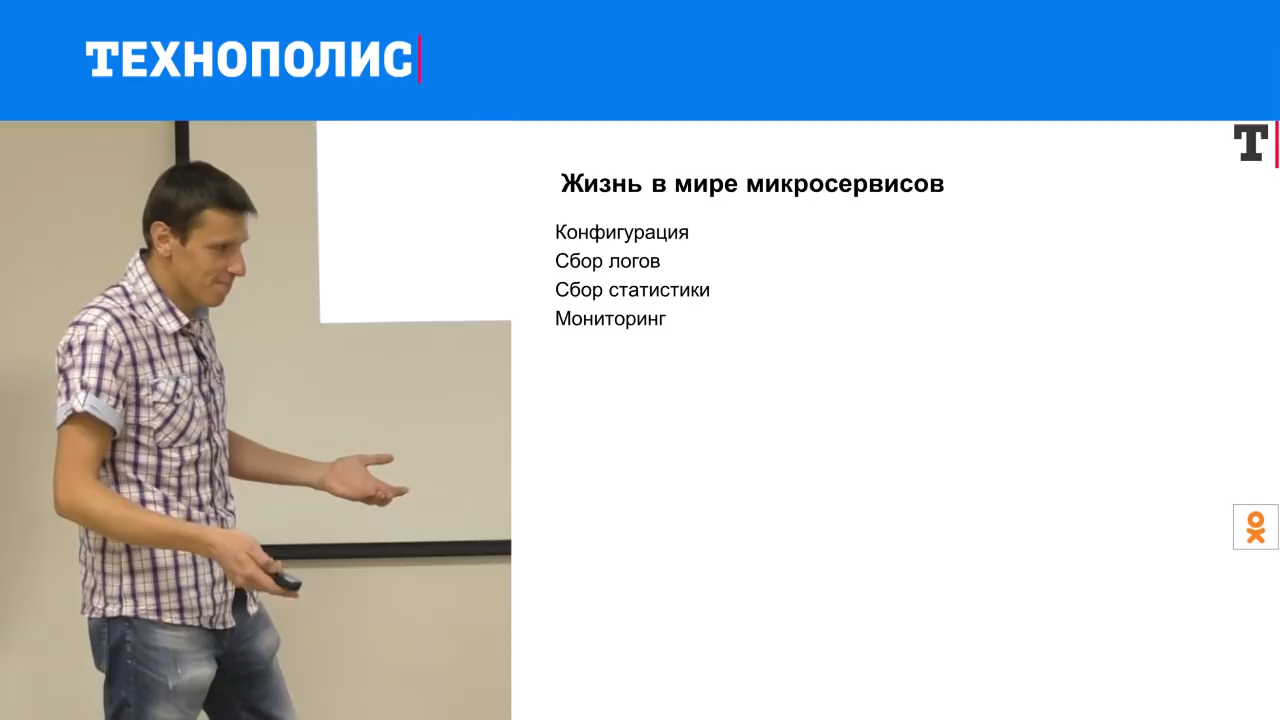 ТЕХНОПОЛИС
Т
Жизнь в мире микросервисов
Конфигурация
Сбор логов
Сбор статистики
Мониторинг